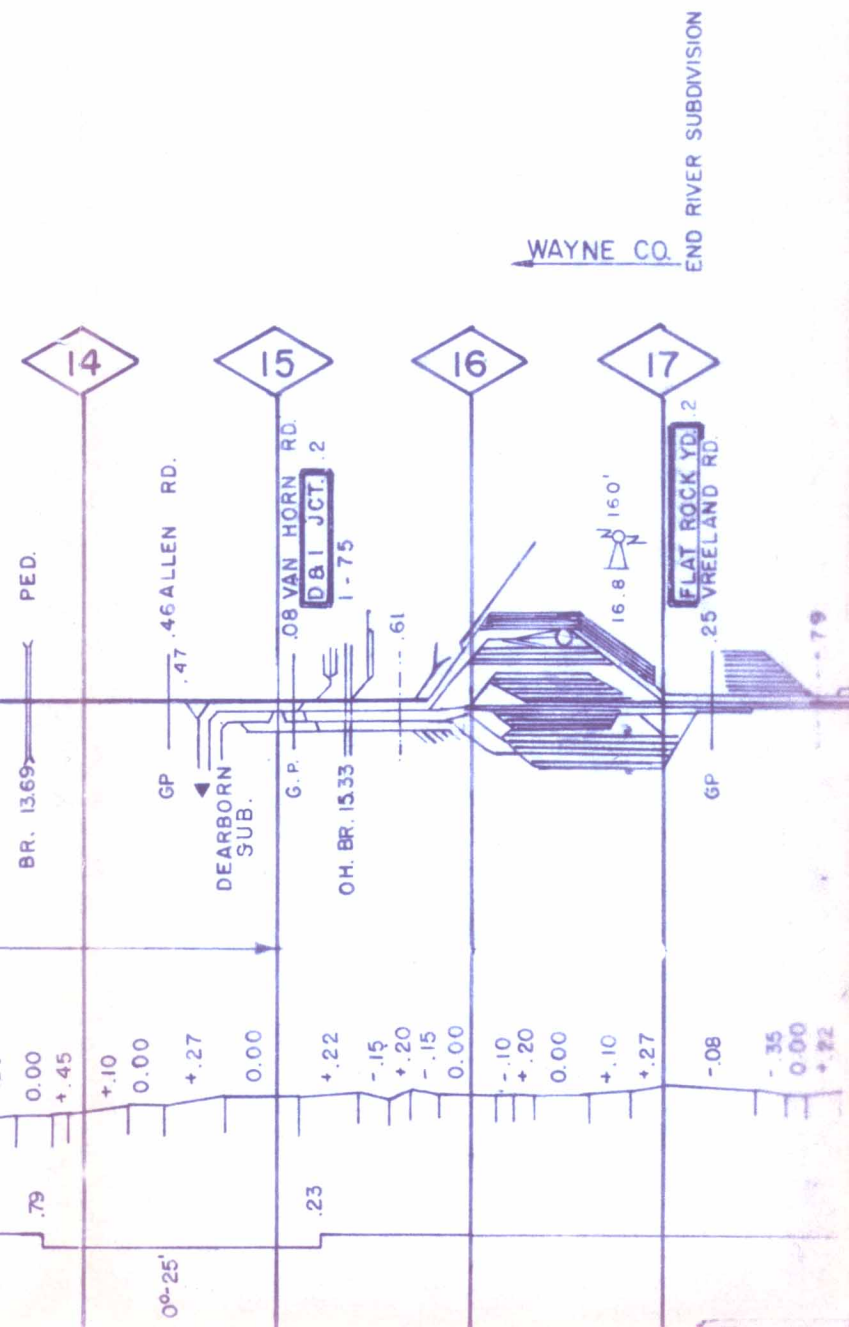 BR. 13.69 PED.
14
.46 ALLEN RD.
.47
GP
DEARBORN
SUB.
15
.08 VAN HORN RD.
D&I JCT. .2
G.P.
I-75
OH. BR. 15.33
.61
16
16.8 160'
WAYNE CO.
END RIVER SUBDIVISION
17
FLAT ROCK YD. .2
.25 VREELAND RD.
GP
.79
0.00
+.45
+.10
0.00
+.27
0.00
+.22
-.15
+.20
-.15
0.00
-.10
+.20
0.00
+.10
+.27
-.08
-.35
0.00
+.22
.79
0°-25'
.23